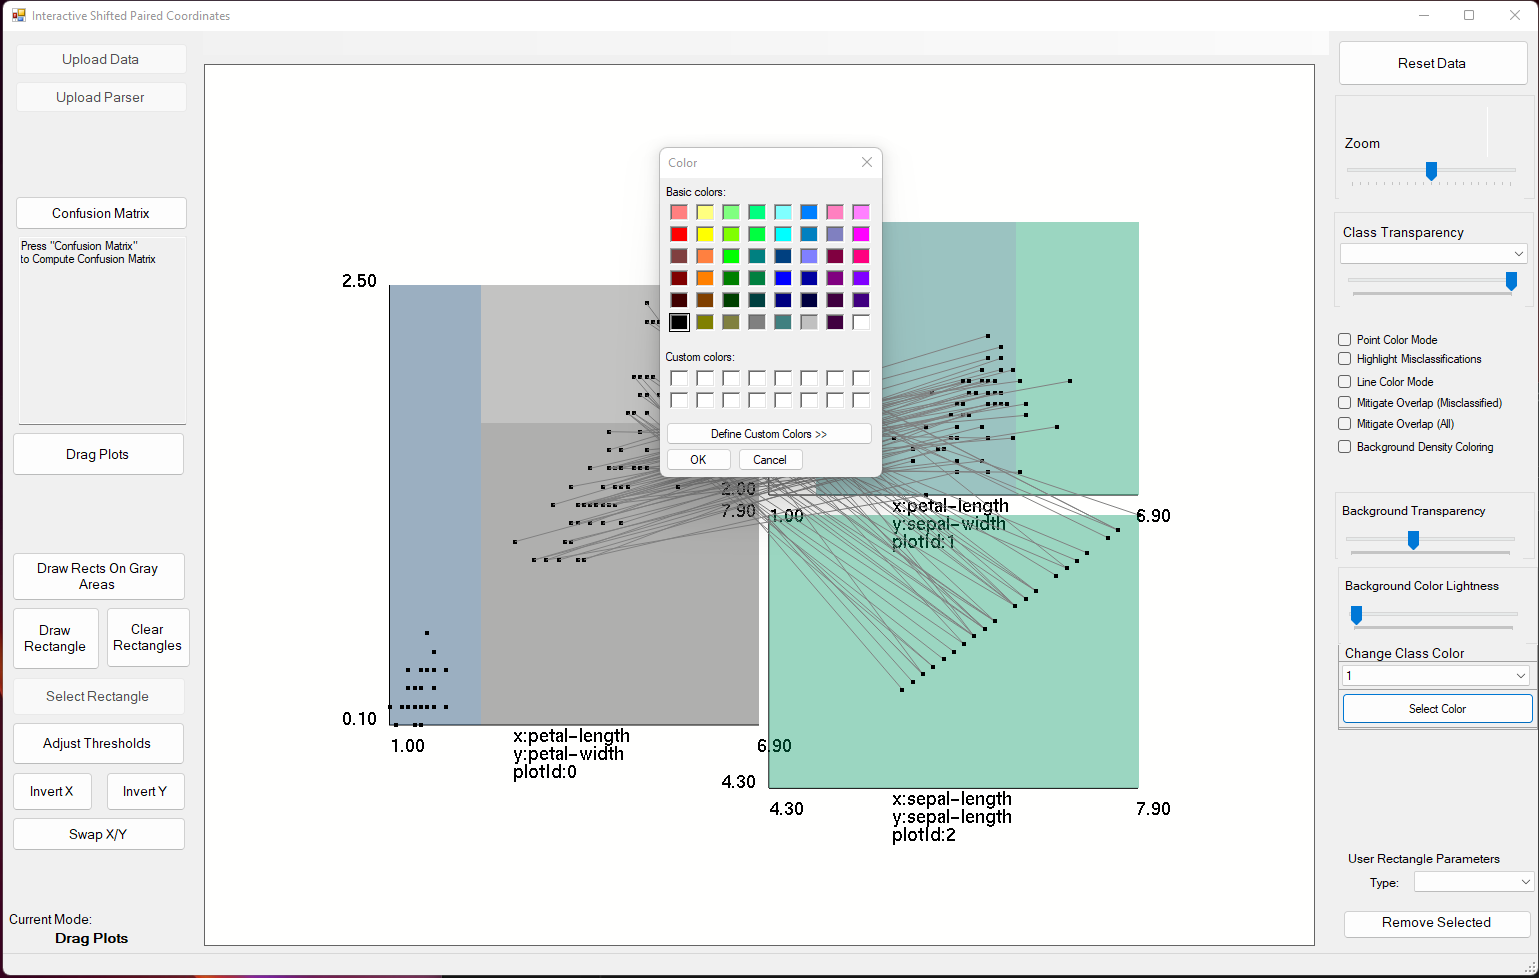 Interactive Shifted Paired Coordinates
Upload Data
Upload Parser
Confusion Matrix
Press "Confusion Matrix"
to Compute Confusion Matrix
Drag Plots
Draw Rects On Gray
Areas
Draw
Rectangle
Clear
Rectangles
Select Rectangle
Adjust Thresholds
Invert X
Invert Y
Swap X/Y
Current Mode:
Drag Plots
2.50
0.10
1.00
6.90
x:petal-length
y:petal-width
plotId:0
Color
Basic colors:
Custom colors:
Define Custom Colors >>
OK
Cancel
2.00
7.90
1.00
6.90
x:petal-length
y:sepal-width
plotId:1
4.30
4.30
7.90
x:sepal-length
y:sepal-length
plotId:2
Reset Data
Zoom
Class Transparency
Point Color Mode
Highlight Misclassifications
Line Color Mode
Mitigate Overlap (Misclassified)
Mitigate Overlap (All)
Background Density Coloring
Background Transparency
Background Color Lightness
Change Class Color
1
Select Color
User Rectangle Parameters
Type:
Remove Selected